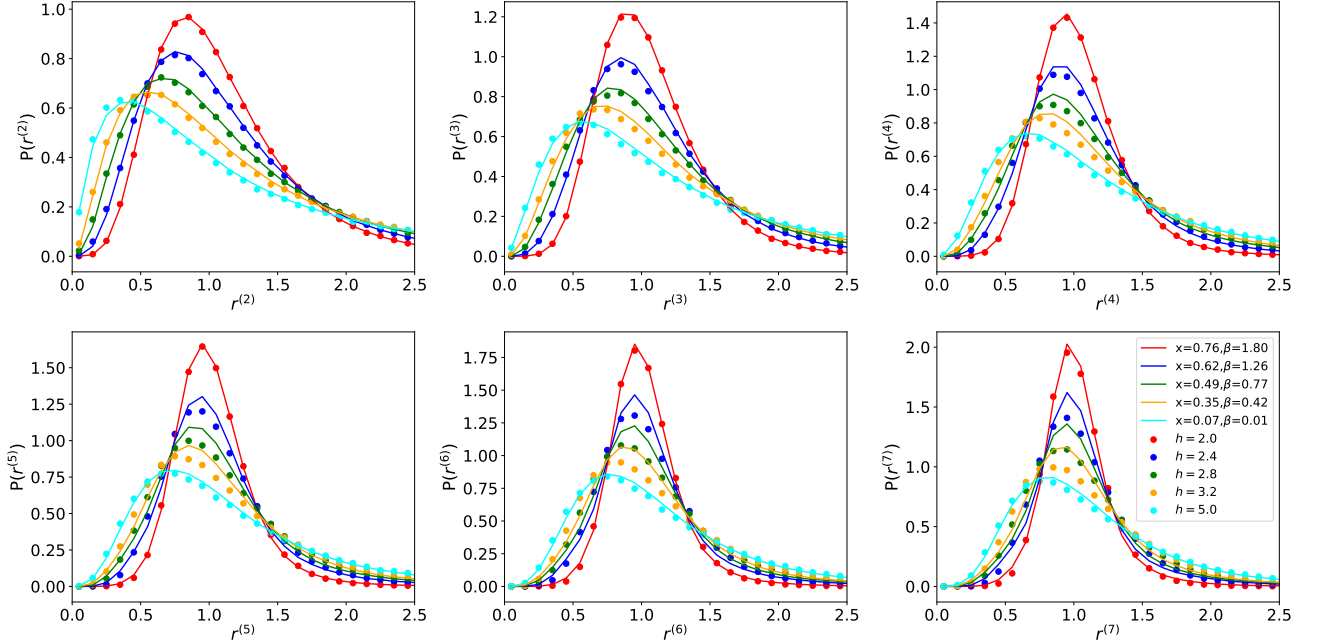 P(r⁽²⁾)
1.0
0.8
0.6
0.4
0.2
0.0
0.0 0.5 1.0 1.5 2.0 2.5
r⁽²⁾
P(r⁽³⁾)
1.2
1.0
0.8
0.6
0.4
0.2
0.0
0.0 0.5 1.0 1.5 2.0 2.5
r⁽³⁾
P(r⁽⁴⁾)
1.4
1.2
1.0
0.8
0.6
0.4
0.2
0.0
0.0 0.5 1.0 1.5 2.0 2.5
r⁽⁴⁾
P(r⁽⁵⁾)
1.50
1.25
1.00
0.75
0.50
0.25
0.00
0.0 0.5 1.0 1.5 2.0 2.5
r⁽⁵⁾
P(r⁽⁶⁾)
1.75
1.50
1.25
1.00
0.75
0.50
0.25
0.00
0.0 0.5 1.0 1.5 2.0 2.5
r⁽⁶⁾
P(r⁽⁷⁾)
2.0
1.5
1.0
0.5
0.0
0.0 0.5 1.0 1.5 2.0 2.5
r⁽⁷⁾
x=0.76,β=1.80
x=0.62,β=1.26
x=0.49,β=0.77
x=0.35,β=0.42
x=0.07,β=0.01
h = 2.0
h = 2.4
h = 2.8
h = 3.2
h = 5.0